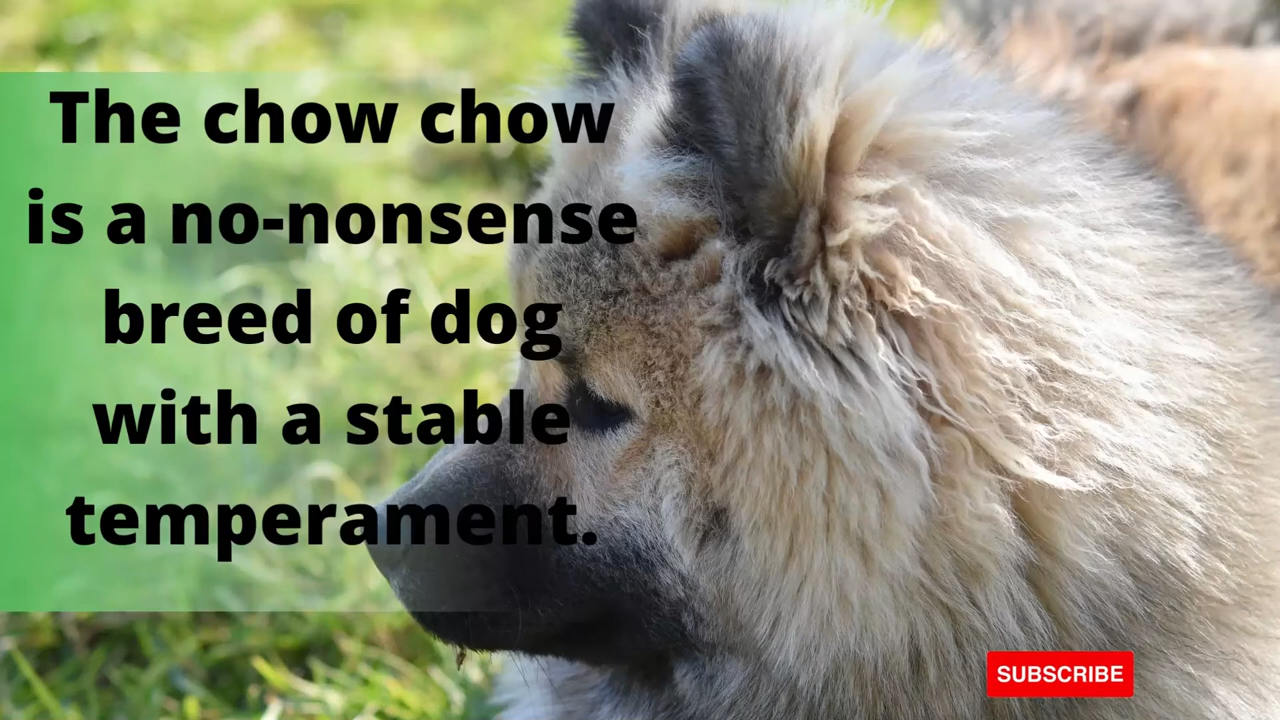 The chow chow
is a no-nonsense
breed of dog
with a stable
temperament.
SUBSCRIBE